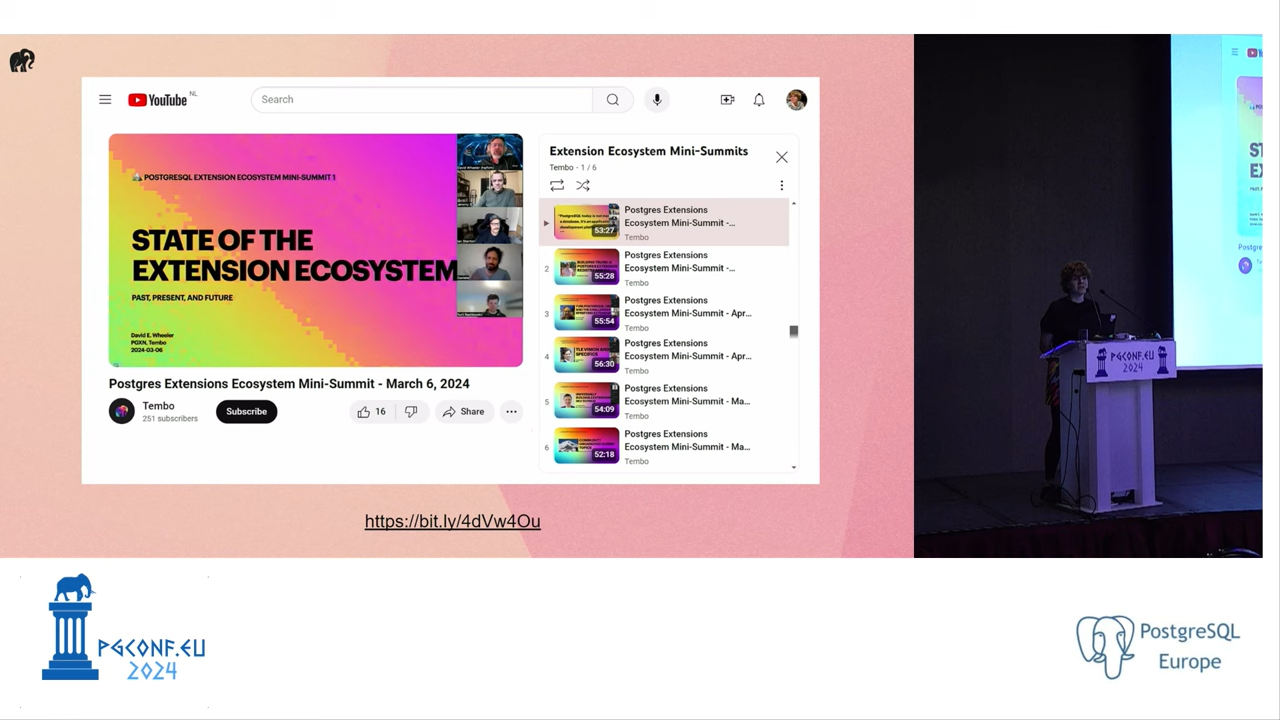 YouTube NL
Search
POSTGRESQL EXTENSION ECOSYSTEM MINI-SUMMIT 1
STATE OF THE
EXTENSION ECOSYSTEM
PAST, PRESENT, AND FUTURE
David E. Wheeler
PGXN, Tembo
2024-03-06
Postgres Extensions Ecosystem Mini-Summit - March 6, 2024
Tembo
251 subscribers
Subscribe
16
Share
Extension Ecosystem Mini-Summits
Tembo - 1 / 6
53:27
Postgres Extensions
Ecosystem Mini-Summit -...
Tembo
2
55:28
Postgres Extensions
Ecosystem Mini-Summit -...
Tembo
3
55:54
Postgres Extensions
Ecosystem Mini-Summit - Apr...
Tembo
4
56:30
Postgres Extensions
Ecosystem Mini-Summit - Apr...
Tembo
5
54:09
Postgres Extensions
Ecosystem Mini-Summit - Ma...
Tembo
6
52:18
Postgres Extensions
Ecosystem Mini-Summit - Ma...
Tembo
https://bit.ly/4dVw4Ou
PGCONF.EU
2024
PGCONF.EU
2024
PostgreSQL
Europe